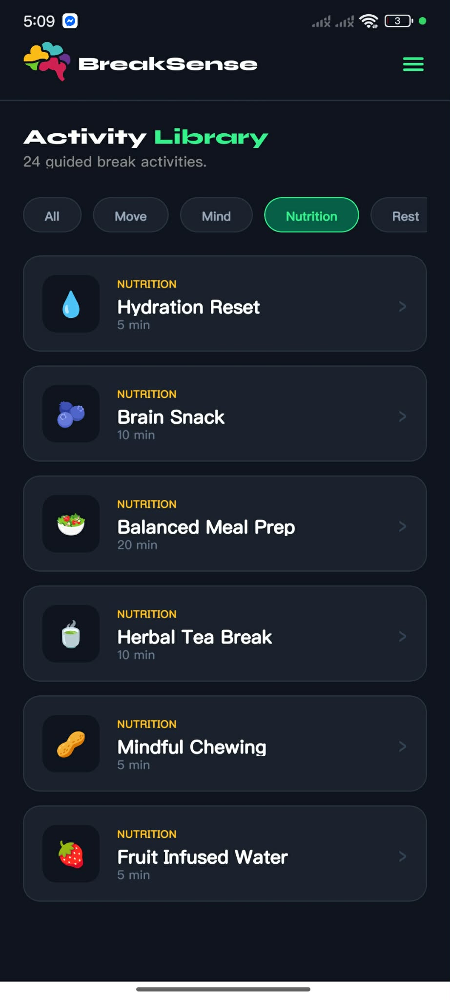 5:09
3
BreakSense
Activity Library
24 guided break activities.
All
Move
Mind
Nutrition
Rest
NUTRITION
Hydration Reset
5 min
NUTRITION
Brain Snack
10 min
NUTRITION
Balanced Meal Prep
20 min
NUTRITION
Herbal Tea Break
10 min
NUTRITION
Mindful Chewing
5 min
NUTRITION
Fruit Infused Water
5 min